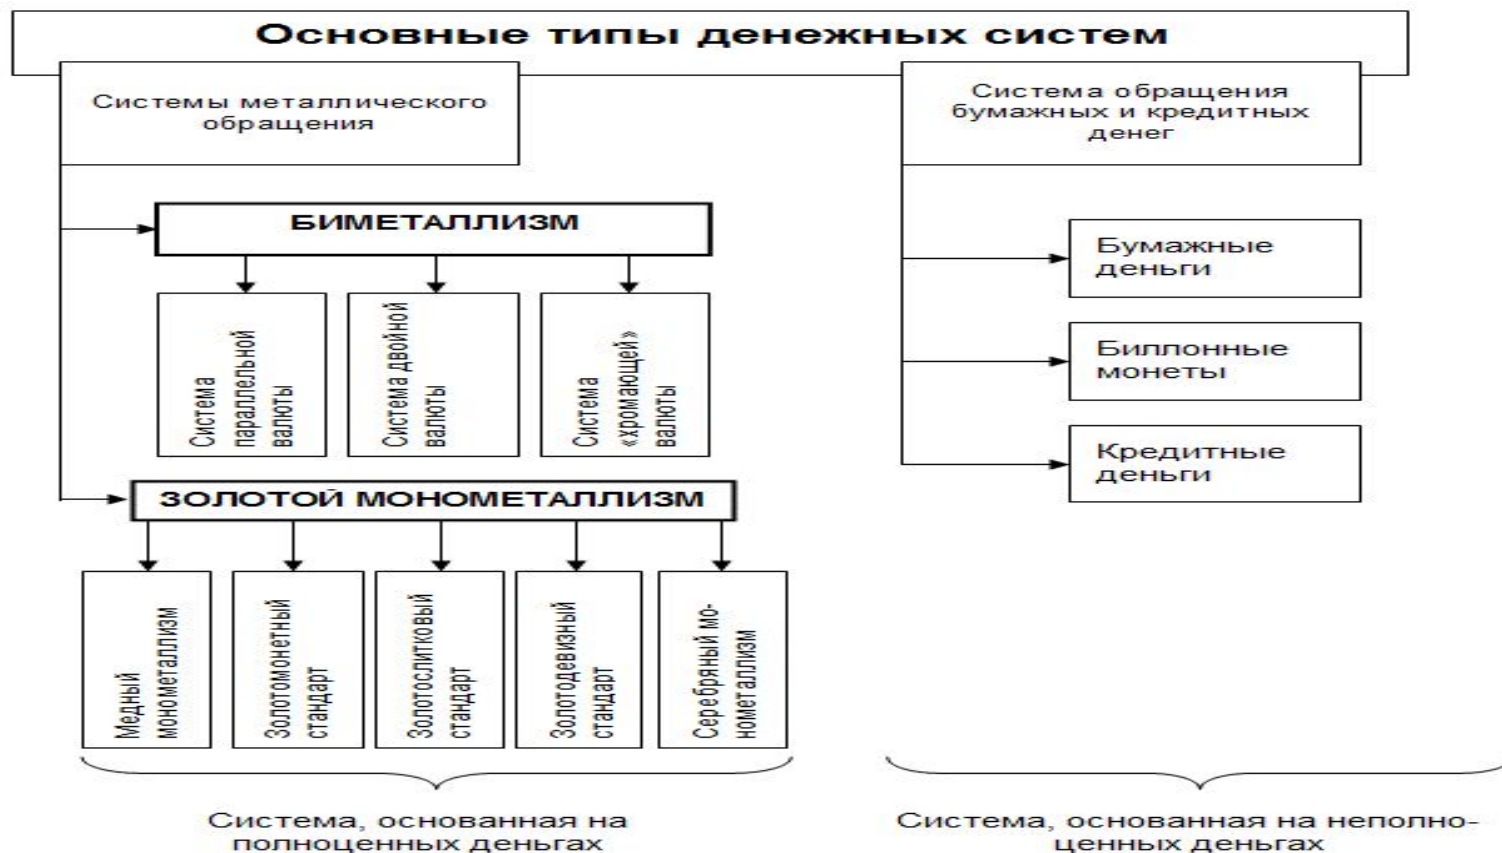 Основные типы денежных систем
Системы металлического
обращения
Система обращения
бумажных и кредитных
денег
БИМЕТАЛЛИЗМ
Система
параллельной
валюты
Система двойной
валюты
Система
«хромающей»
валюты
Бумажные
деньги
Биллонные
монеты
Кредитные
деньги
ЗОЛОТОЙ МОНОМЕТАЛЛИЗМ
Медный
монометаллизм
Золотомонетный
стандарт
Золотослитковый
стандарт
Золотодевизный
стандарт
Серебряный мо-
нометаллизм
Система, основанная на
полноценных деньгах
Система, основанная на неполно-
ценных деньгах